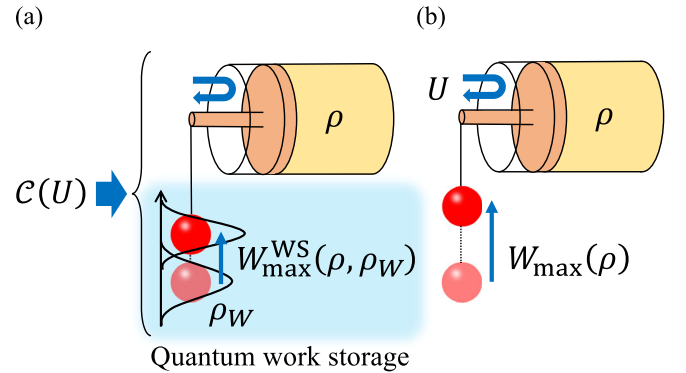 (a)
ρ
𝒞(U)
W_max^WS(ρ, ρ_W)
ρ_W
Quantum work storage
(b)
U
ρ
W_max(ρ)